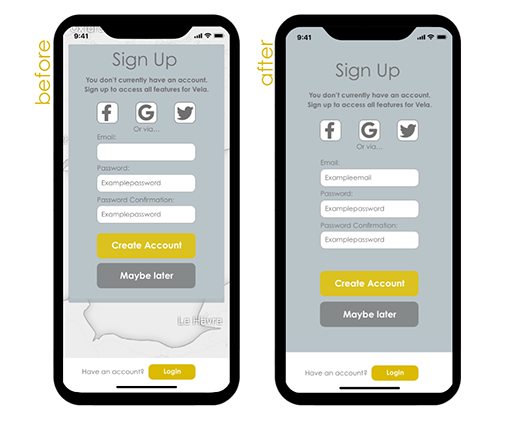 before
9:41
Sign Up
You don't currently have an account.
Sign up to access all features for Vela.
Or via...
Email:
Password:
Examplepassword
Password Confirmation:
Examplepassword
Create Account
Maybe later
Le Havre
Have an account?
Login
after
9:41
Sign Up
You don't currently have an account.
Sign up to access all features for Vela.
Or via...
Email:
Exampleemail
Password:
Examplepassword
Password Confirmation:
Examplepassword
Create Account
Maybe later
Have an account?
Login